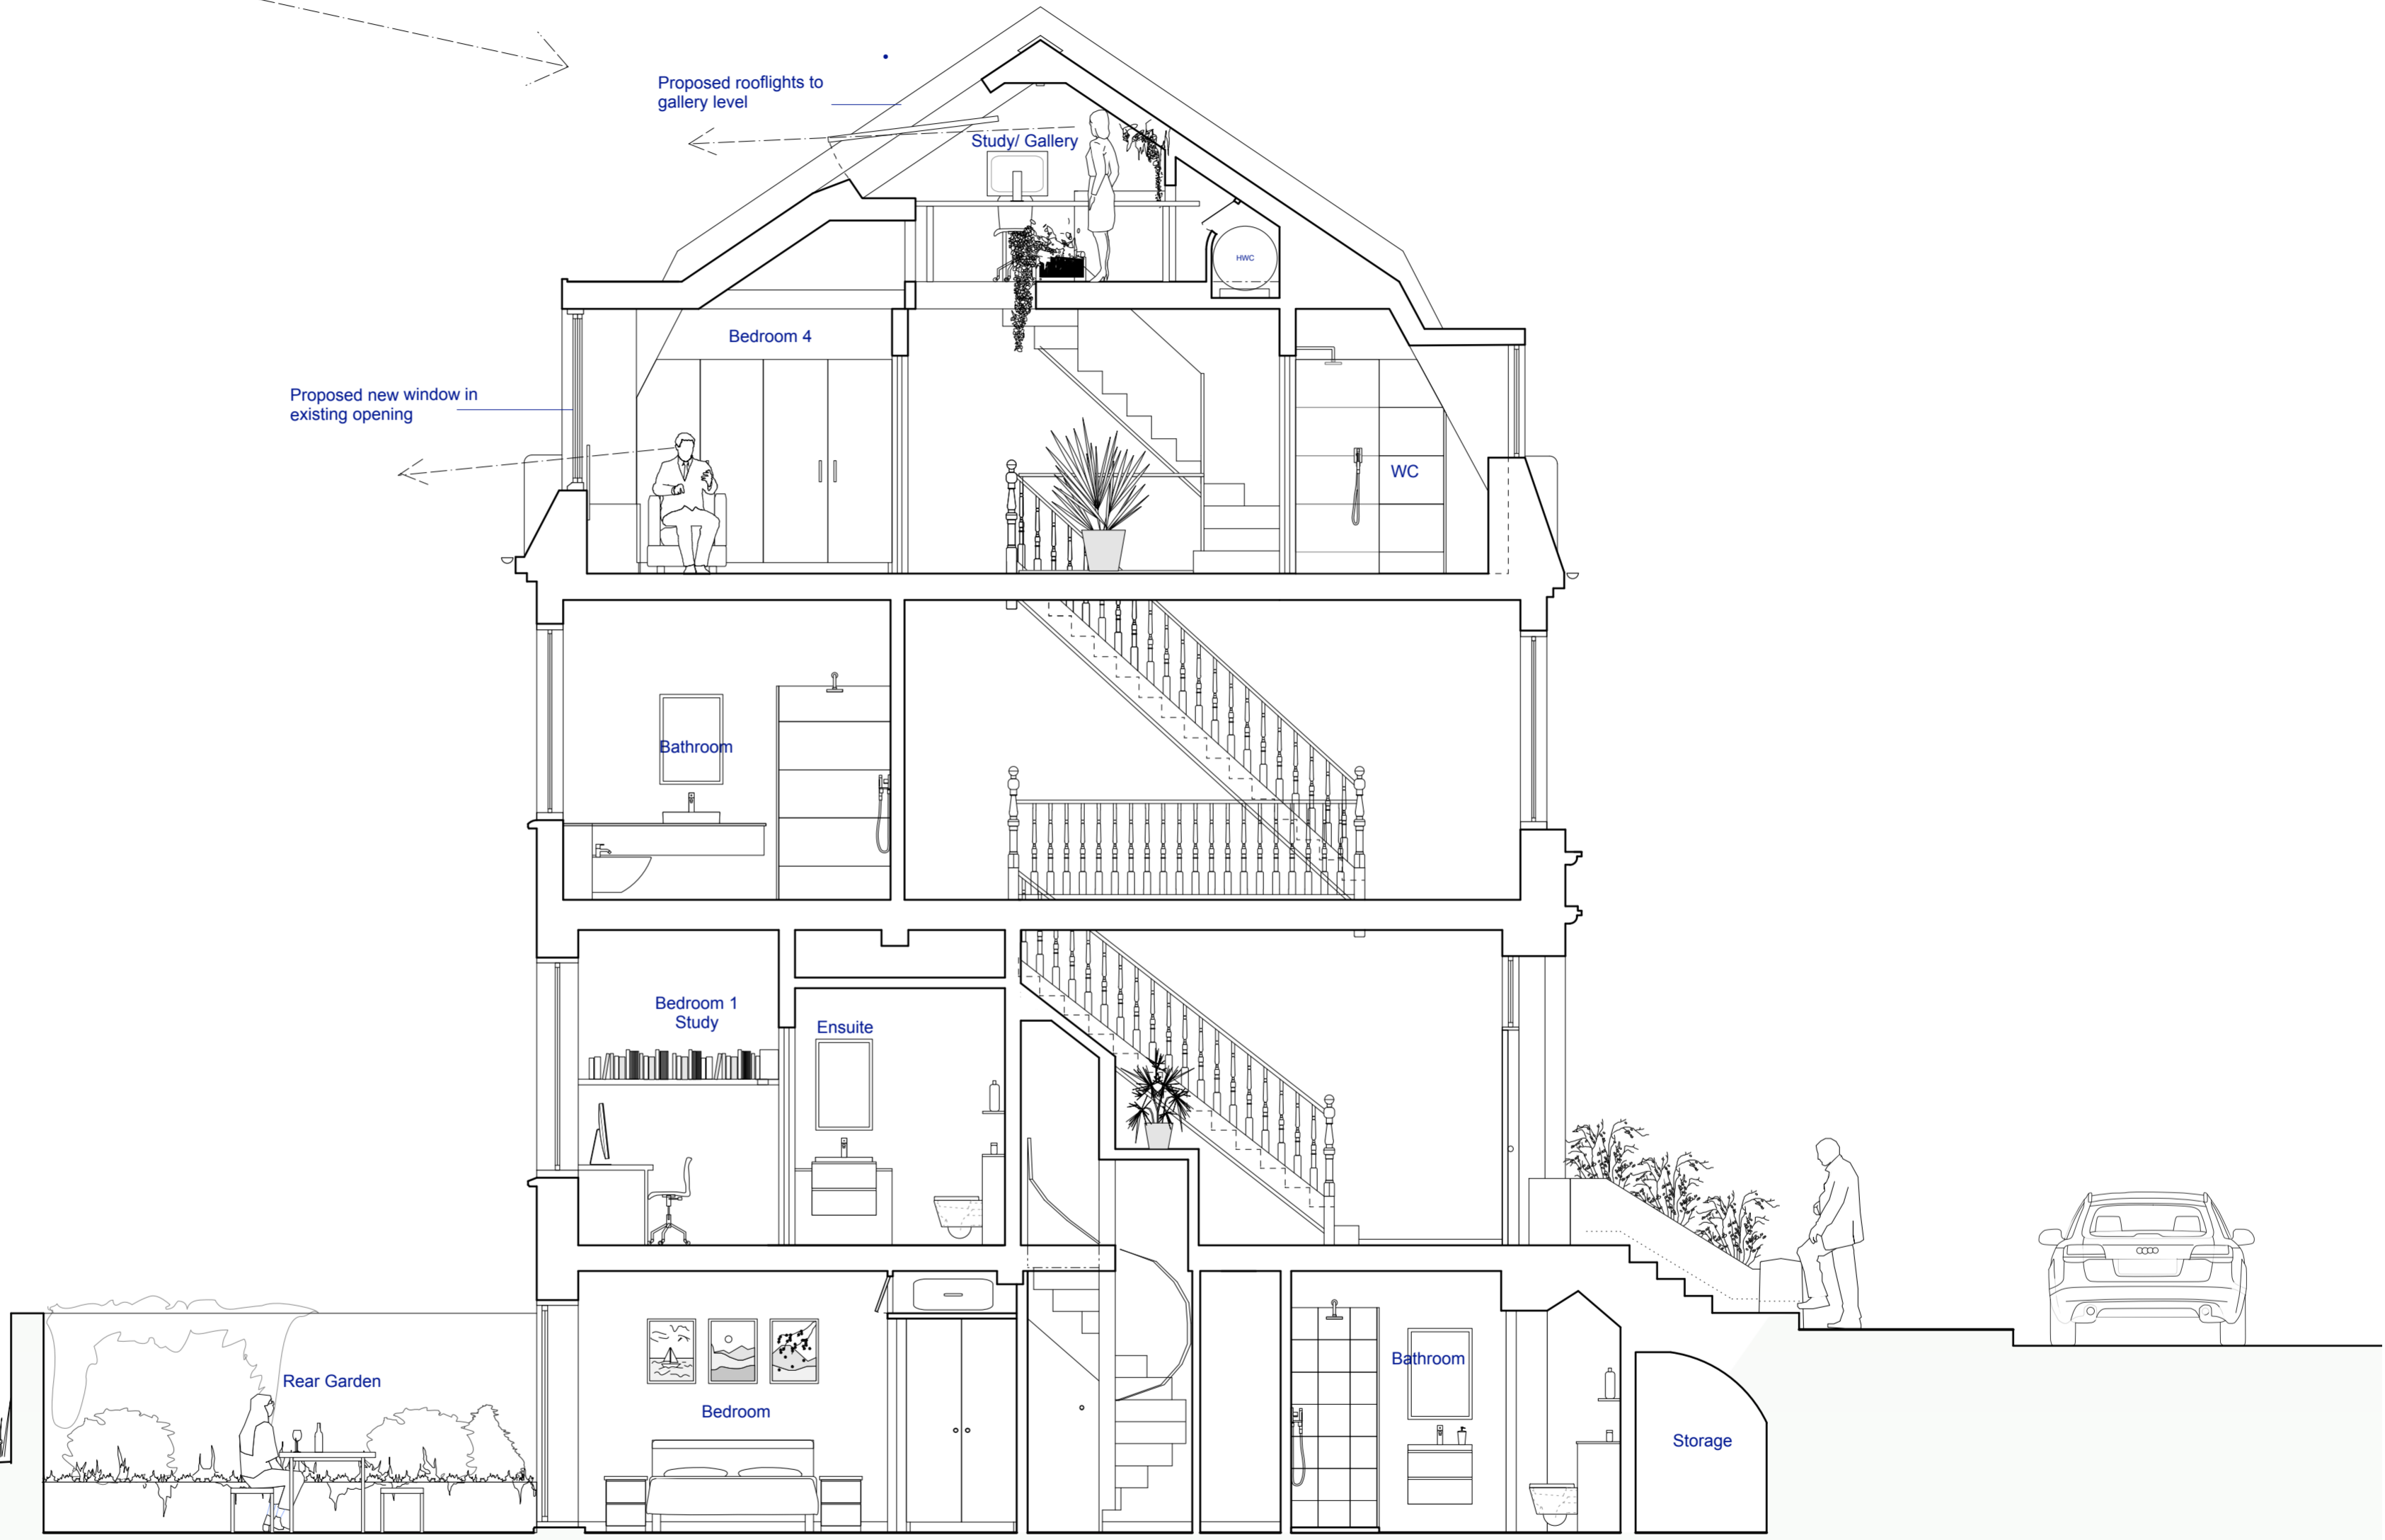 Proposed rooflights to
gallery level
Study/ Gallery
HWC
Bedroom 4
Proposed new window in
existing opening
WC
Bathroom
Bedroom 1
Study
Ensuite
Rear Garden
Bedroom
Bathroom
Storage